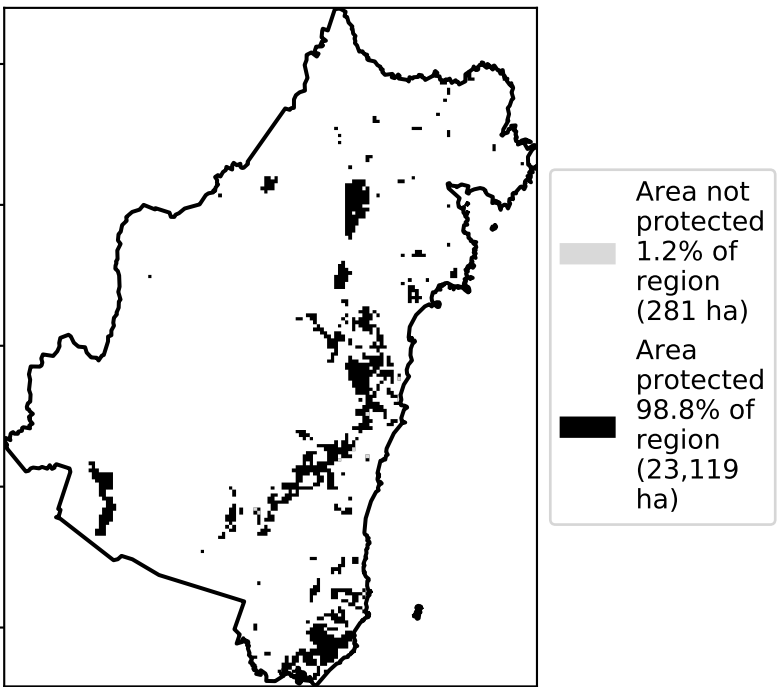 Area not
protected
1.2% of
region
(281 ha)
Area
protected
98.8% of
region
(23,119
ha)